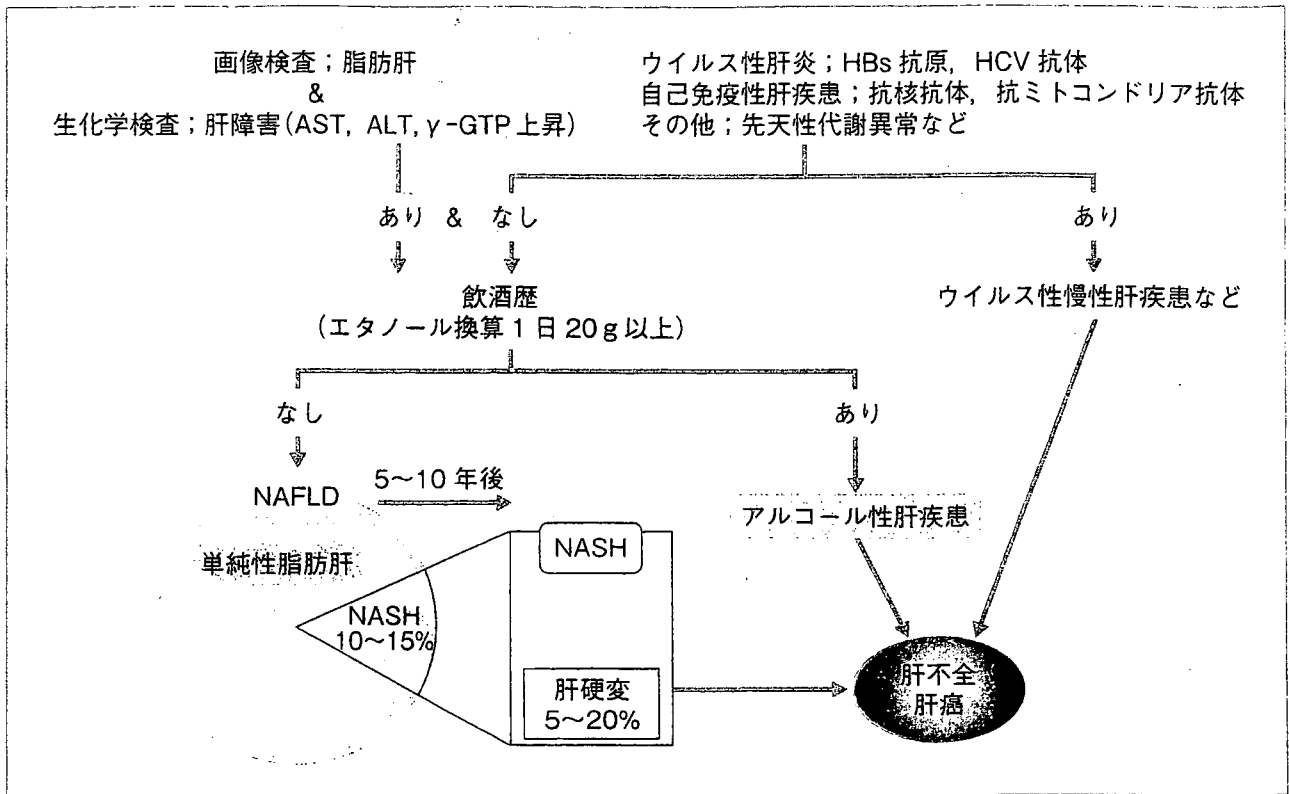 画像検査；脂肪肝
&
生化学検査；肝障害(AST, ALT, γ-GTP上昇)
ウイルス性肝炎；HBs 抗原, HCV 抗体
自己免疫性肝疾患；抗核抗体, 抗ミトコンドリア抗体
その他；先天性代謝異常など
あり & なし
あり
飲酒歴
(エタノール換算 1 日 20 g 以上)
ウイルス性慢性肝疾患など
なし
あり
NAFLD
5〜10 年後
アルコール性肝疾患
単純性脂肪肝
NASH
NASH
10〜15%
肝硬変
5〜20%
肝不全
肝癌